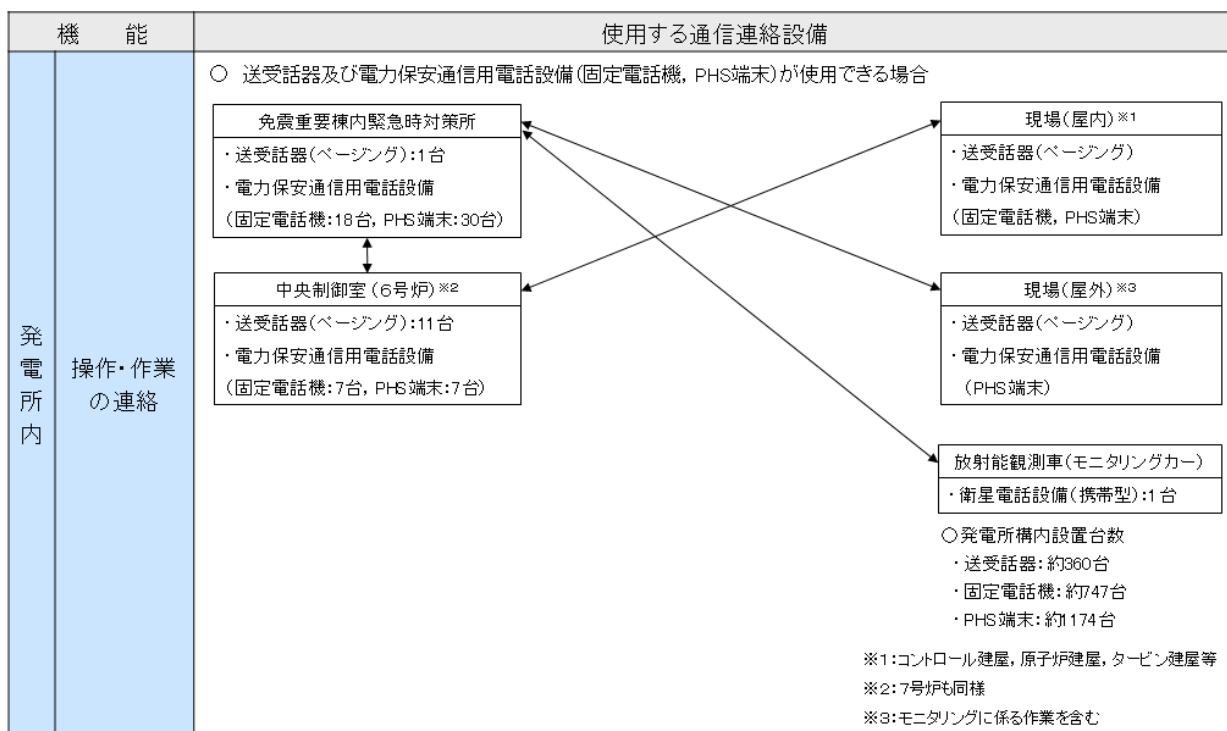 機　能
使用する通信連絡設備
発電所内
操作・作業
の連絡
○ 送受話器及び電力保安通信用電話設備(固定電話機, PHS端末)が使用できる場合
免震重要棟内緊急時対策所
・送受話器(ページング):1台
・電力保安通信用電話設備
(固定電話機:18台, PHS端末:30台)
中央制御室(6号炉)※2
・送受話器(ページング):11台
・電力保安通信用電話設備
(固定電話機:7台, PHS端末:7台)
現場(屋内)※1
・送受話器(ページング)
・電力保安通信用電話設備
(固定電話機, PHS端末)
現場(屋外)※3
・送受話器(ページング)
・電力保安通信用電話設備
(PHS端末)
放射能観測車(モニタリングカー)
・衛星電話設備(携帯型):1台
○発電所構内設置台数
・送受話器:約360台
・固定電話機:約747台
・PHS端末:約1174台
※1:コントロール建屋, 原子炉建屋, タービン建屋等
※2:7号炉も同様
※3:モニタリングに係る作業を含む